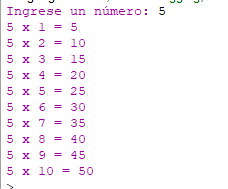 Ingrese un número: 5
5 x 1 = 5
5 x 2 = 10
5 x 3 = 15
5 x 4 = 20
5 x 5 = 25
5 x 6 = 30
5 x 7 = 35
5 x 8 = 40
5 x 9 = 45
5 x 10 = 50
>